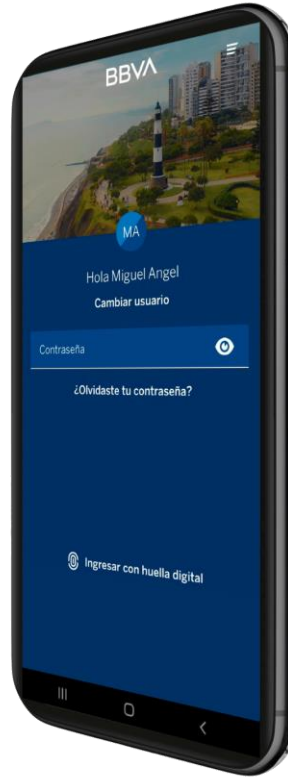 BBVA
MA
Hola Miguel Angel
Cambiar usuario
Contraseña
¿Olvidaste tu contraseña?
Ingresar con huella digital